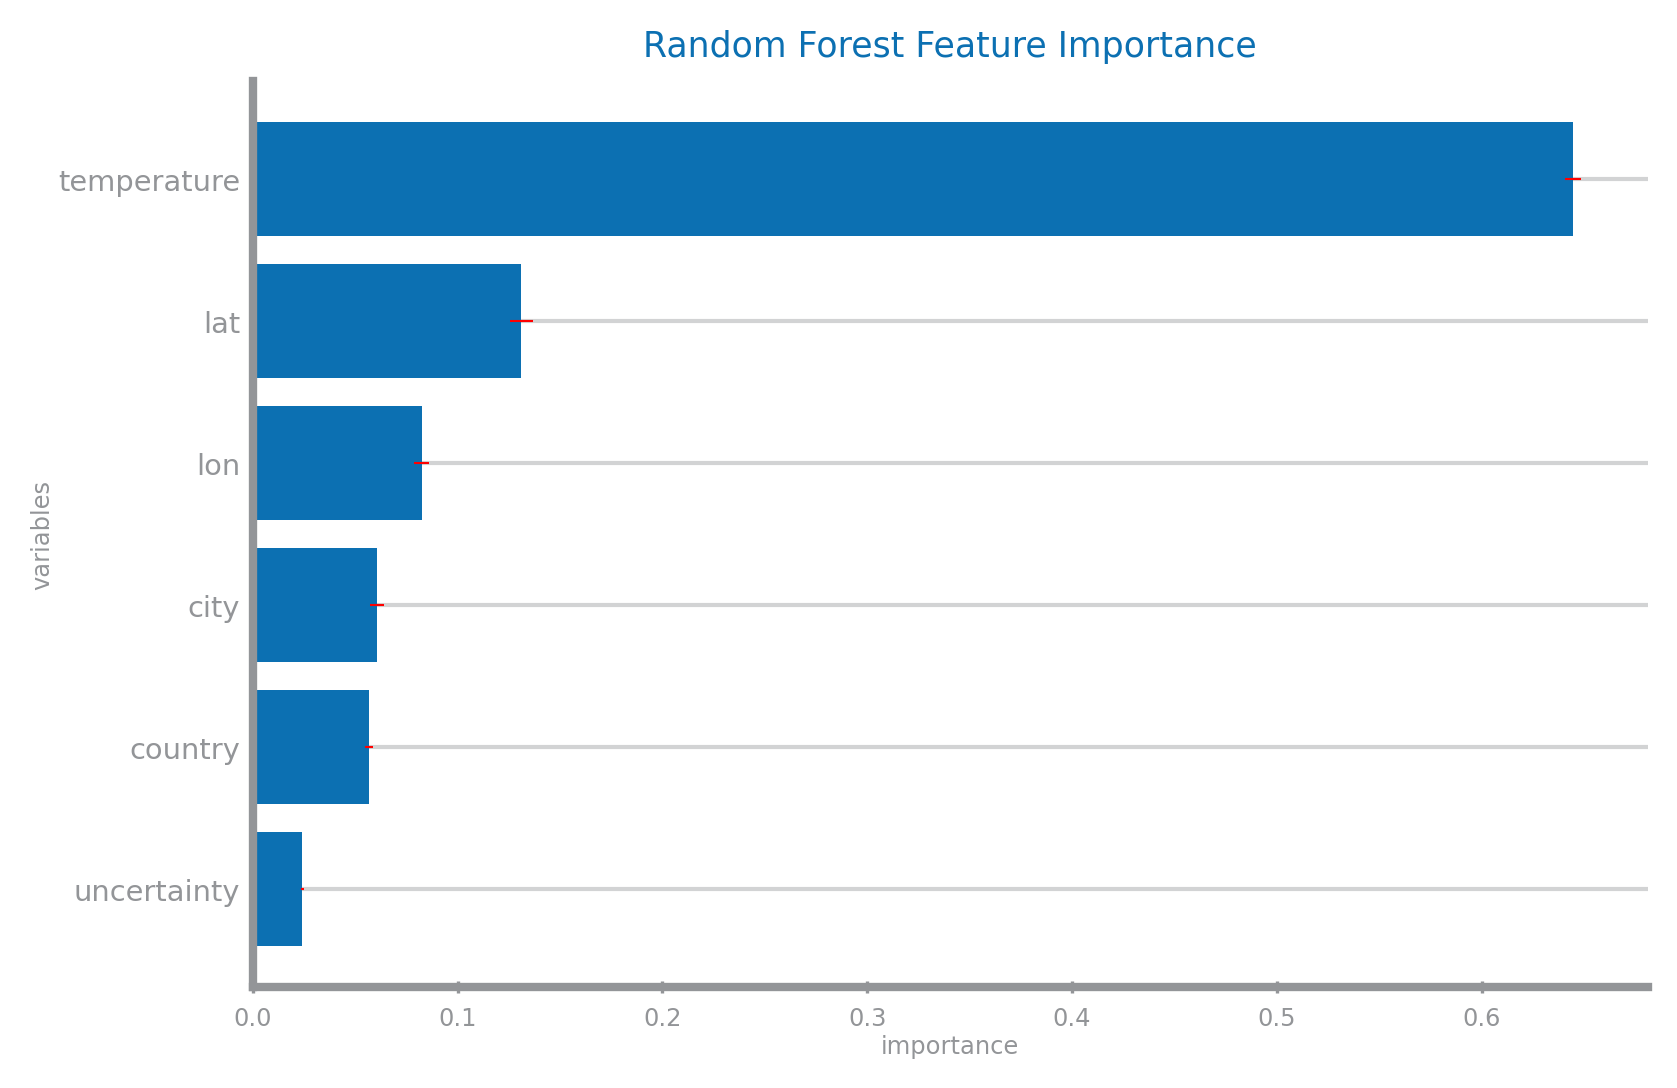 Random Forest Feature Importance
temperature
lat
lon
city
country
uncertainty
variables
0.0 0.1 0.2 0.3 0.4 0.5 0.6
importance